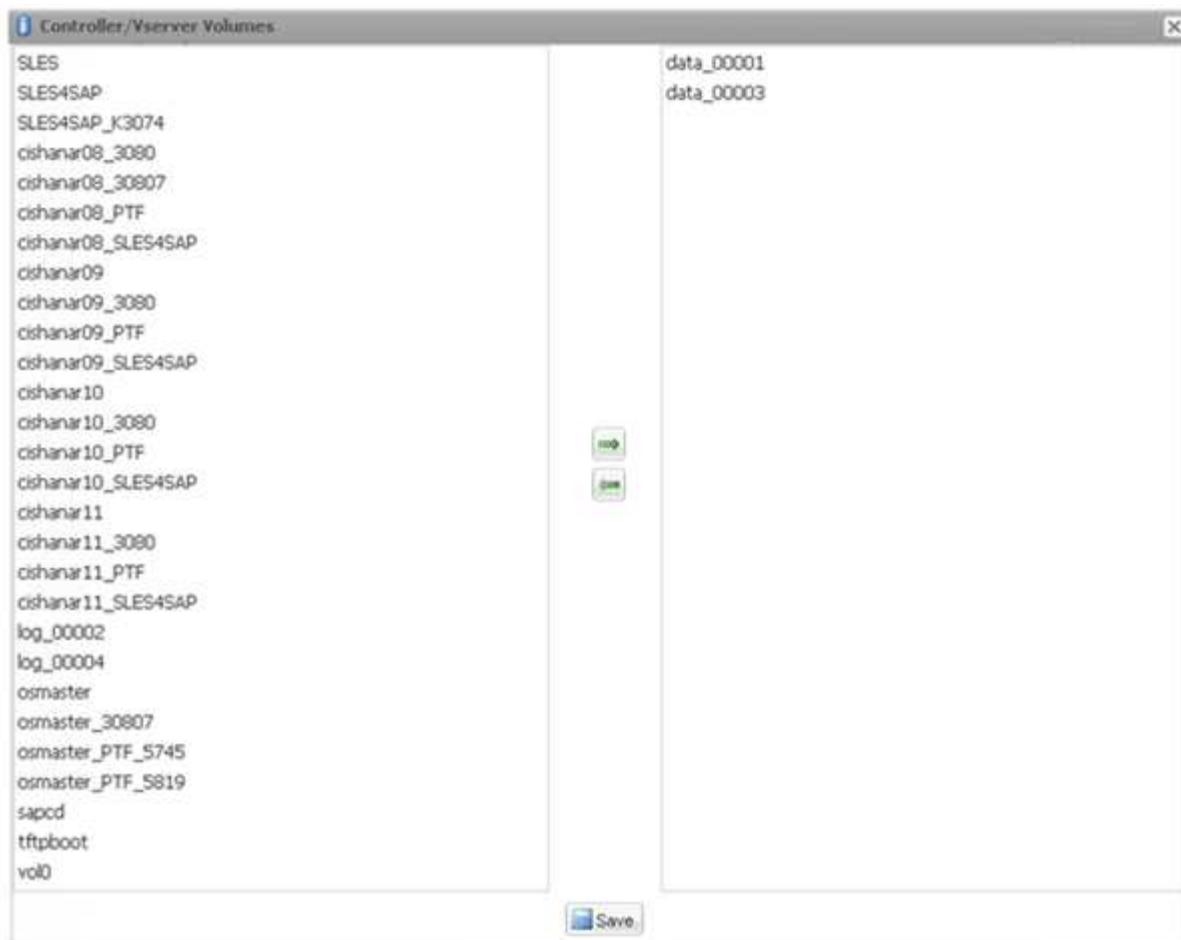 Controller/Vserver Volumes
SLES
SLES4SAP
SLES4SAP_K3074
cishanar08_3080
cishanar08_30807
cishanar08_PTF
cishanar08_SLES4SAP
cishanar09
cishanar09_3080
cishanar09_PTF
cishanar09_SLES4SAP
cishanar10
cishanar10_3080
cishanar10_PTF
cishanar10_SLES4SAP
cishanar11
cishanar11_3080
cishanar11_PTF
cishanar11_SLES4SAP
log_00002
log_00004
osmaster
osmaster_30807
osmaster_PTF_5745
osmaster_PTF_5819
sapcd
tftpboot
vol0
data_00001
data_00003
Save